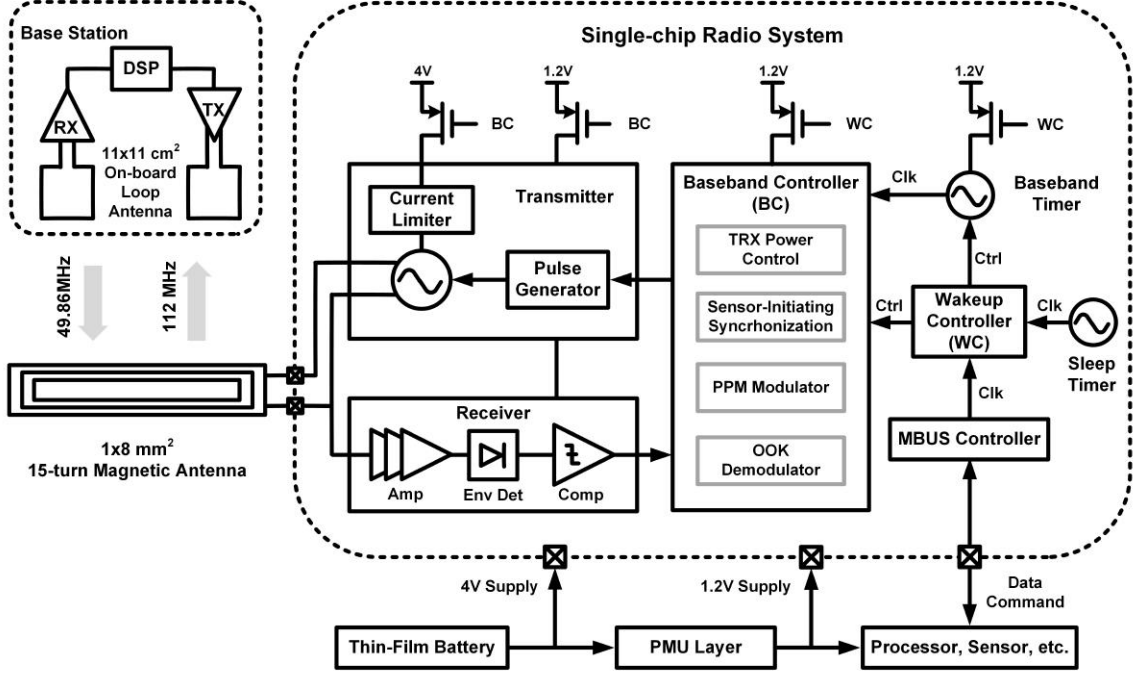 Base Station
DSP
RX
TX
11x11 cm²
On-board
Loop
Antenna
49.86MHz
112 MHz
1x8 mm²
15-turn Magnetic Antenna
Single-chip Radio System
4V
1.2V
1.2V
1.2V
BC
BC
WC
WC
Transmitter
Current
Limiter
Pulse
Generator
Receiver
Amp
Env Det
Comp
Baseband Controller
(BC)
TRX Power
Control
Sensor-Initiating
Syncrhonization
PPM Modulator
OOK
Demodulator
Clk
Baseband
Timer
Ctrl
Ctrl
Wakeup
Controller
(WC)
Clk
Sleep
Timer
Clk
MBUS Controller
4V Supply
1.2V Supply
Data
Command
Thin-Film Battery
PMU Layer
Processor, Sensor, etc.